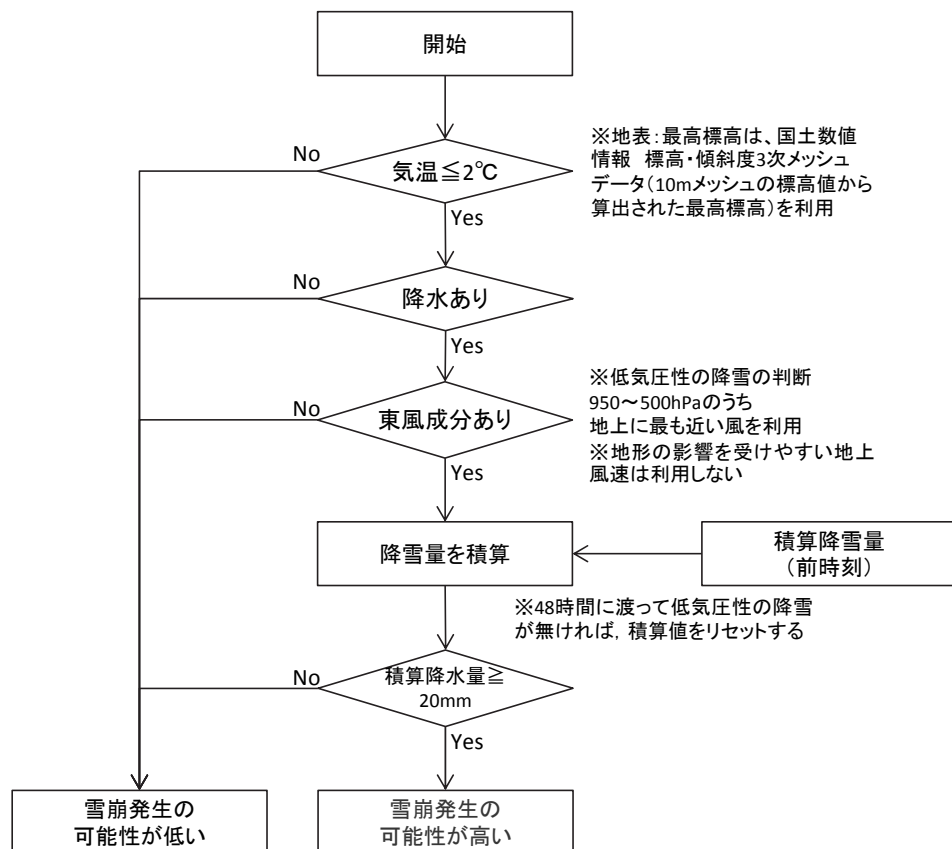 開始
※地表：最高標高は、国土数値
情報　標高・傾斜度3次メッシュ
データ（10mメッシュの標高値から
算出された最高標高）を利用
No
気温≦2℃
Yes
No
降水あり
Yes
※低気圧性の降雪の判断
950～500hPaのうち
地上に最も近い風を利用
※地形の影響を受けやすい地上
風速は利用しない
No
東風成分あり
Yes
降雪量を積算
積算降雪量
（前時刻）
※48時間に渡って低気圧性の降雪
が無ければ，積算値をリセットする
No
積算降水量≧
20mm
Yes
雪崩発生の
可能性が低い
雪崩発生の
可能性が高い